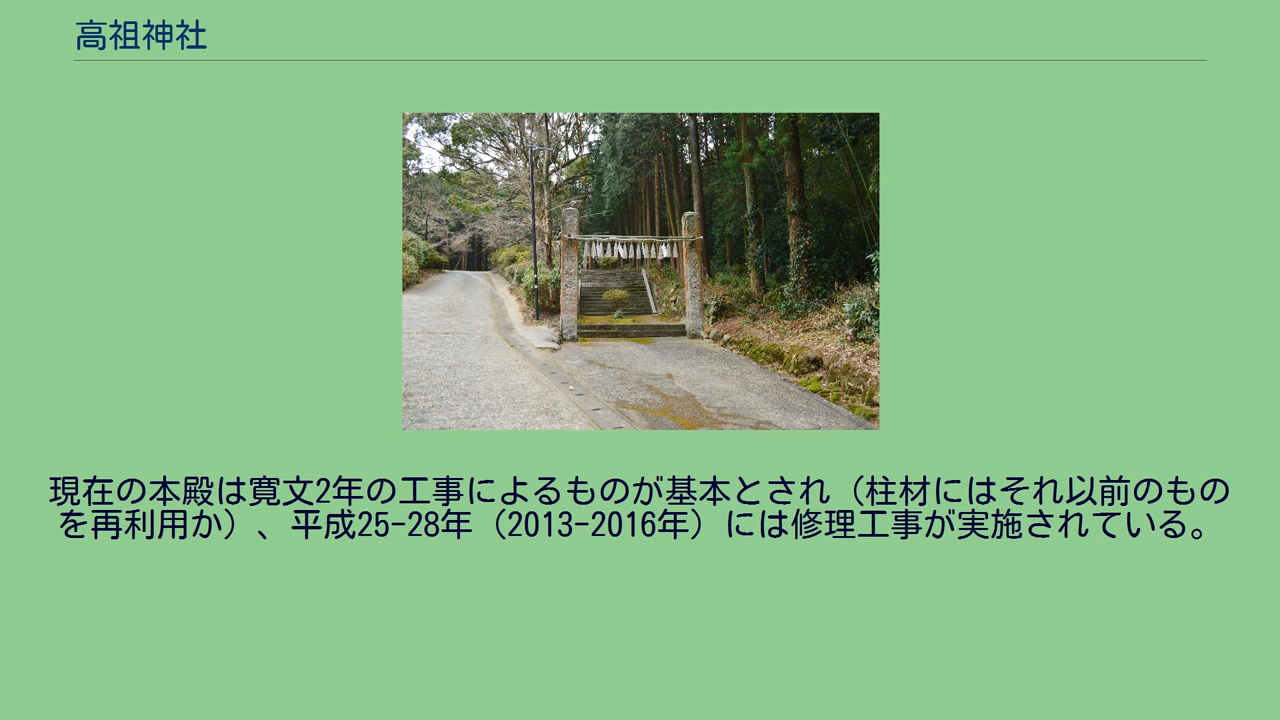 高祖神社
現在の本殿は寛文2年の工事によるものが基本とされ（柱材にはそれ以前のもの
を再利用か）、平成25-28年（2013-2016年）には修理工事が実施されている。